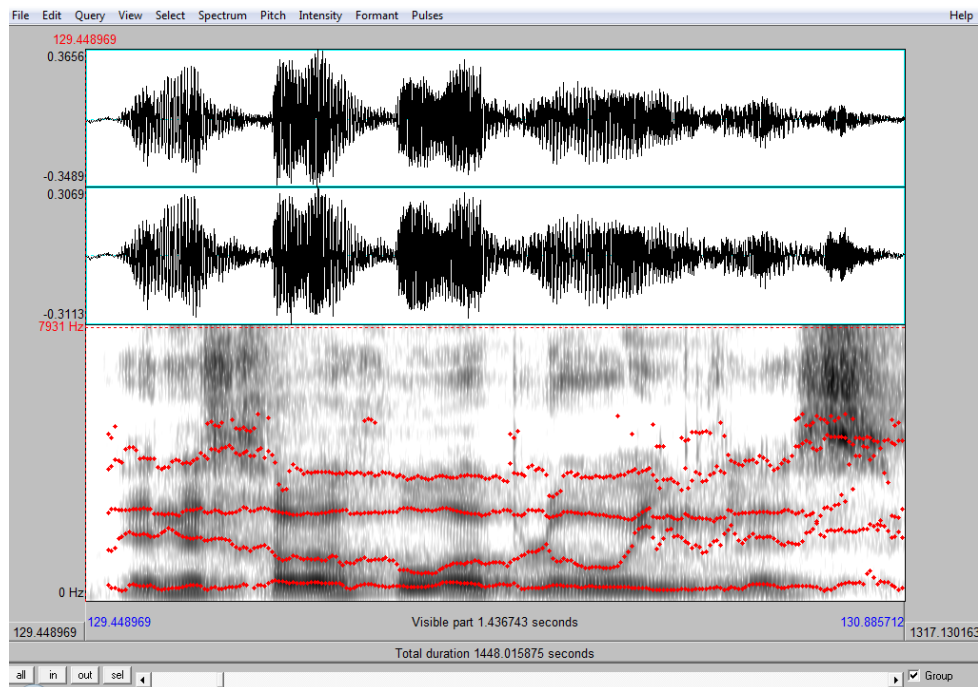 File Edit Query View Select Spectrum Pitch Intensity Formant Pulses Help
129.448969
0.3656
-0.3489
0.3069
-0.3113
7931 Hz
0 Hz
129.448969 129.448969 Visible part 1.436743 seconds 130.885712 1317.130163
Total duration 1448.015875 seconds
all in out sel Group